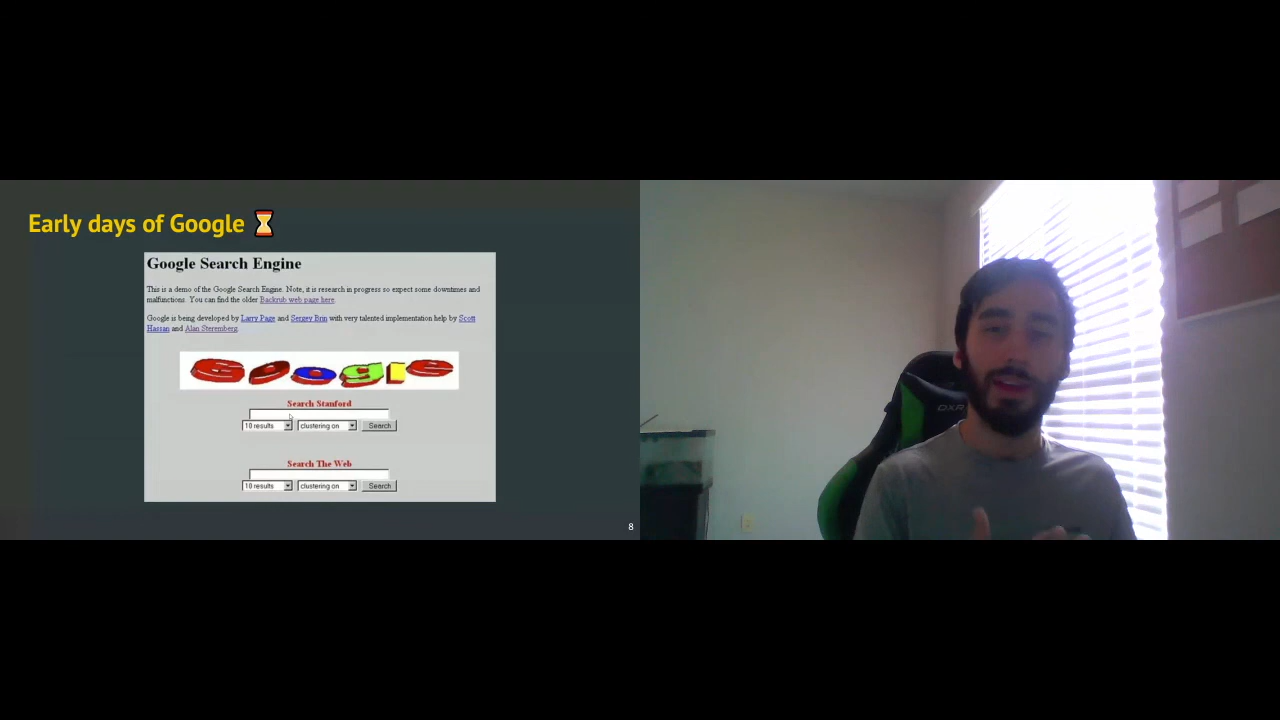 Early days of Google ⏳
Google Search Engine
This is a demo of the Google Search Engine. Note, it is research in progress so expect some downtimes and
malfunctions. You can find the older Backrub web page here.
Google is being developed by Larry Page and Sergey Brin with very talented implementation help by Scott
Hassan and Alan Steremberg.
Google
Search Stanford
10 results clustering on Search
Search The Web
10 results clustering on Search
8